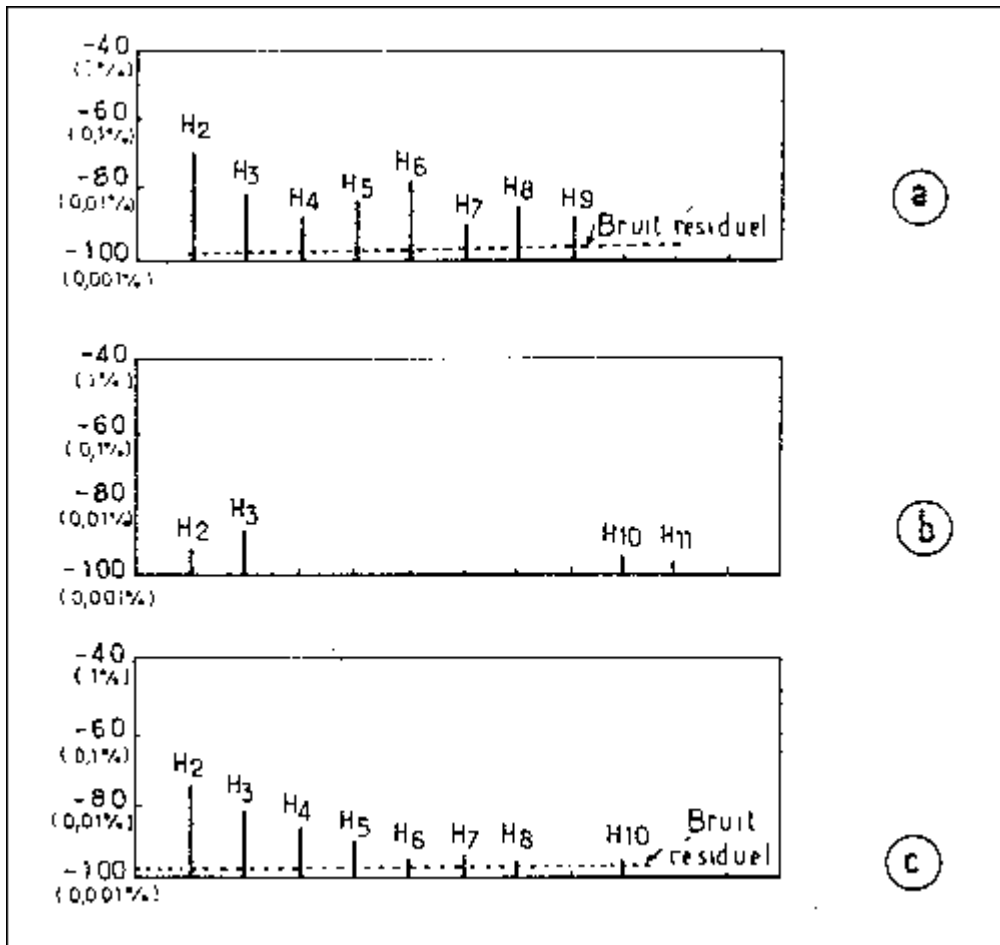 -40
(1%)
-60
(0,1%)
-80
(0,01%)
-100
(0,001%)
H2
H3
H4
H5
H6
H7
H8
H9
Bruit résiduel
a
-40
(1%)
-60
(0,1%)
-80
(0,01%)
-100
(0,001%)
H2
H3
H10
H11
b
-40
(1%)
-60
(0,1%)
-80
(0,01%)
-100
(0,001%)
H2
H3
H4
H5
H6
H7
H8
H10
Bruit
résiduel
c